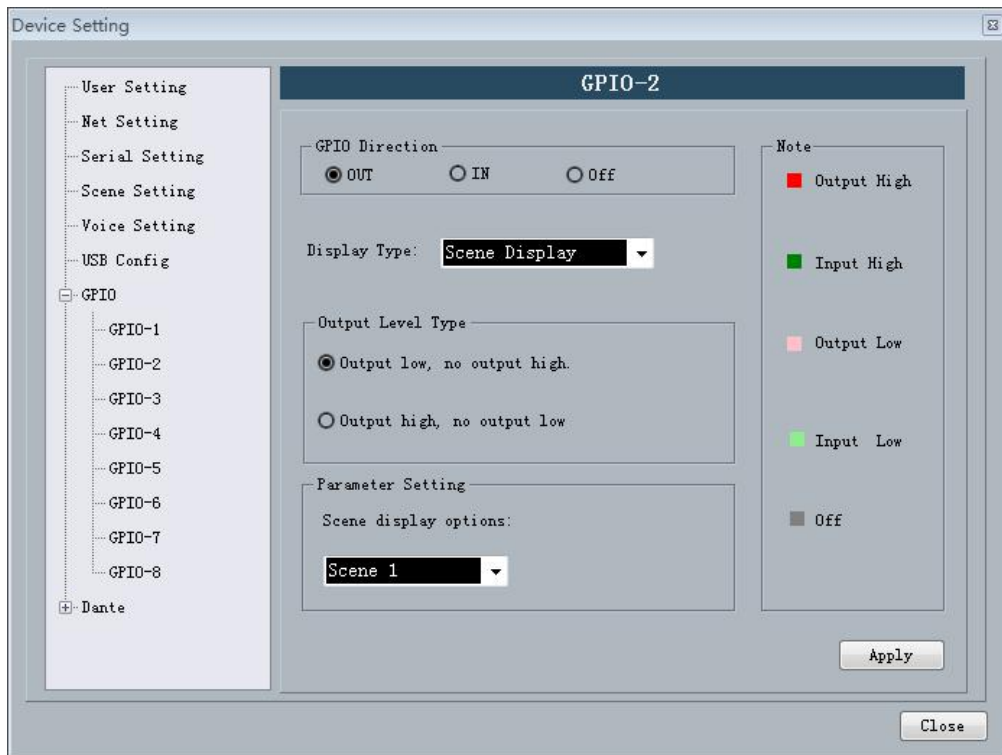 Device Setting
User Setting
Net Setting
Serial Setting
Scene Setting
Voice Setting
USB Config
GPIO
GPIO-1
GPIO-2
GPIO-3
GPIO-4
GPIO-5
GPIO-6
GPIO-7
GPIO-8
Dante
GPIO-2
GPIO Direction
OUT IN Off
Display Type: Scene Display
Output Level Type
Output low, no output high.
Output high, no output low
Parameter Setting
Scene display options:
Scene 1
Note
Output High
Input High
Output Low
Input Low
Off
Apply
Close